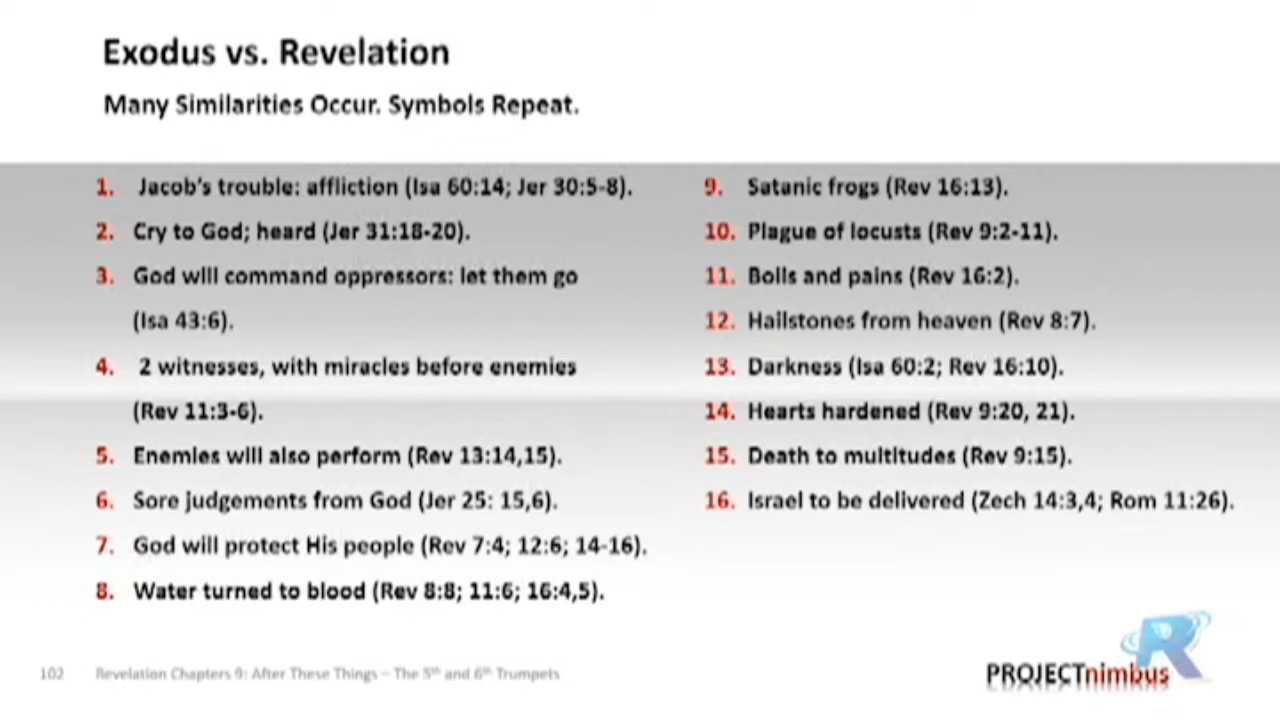 Exodus vs. Revelation
Many Similarities Occur. Symbols Repeat.
1. Jacob's trouble: affliction (Isa 60:14; Jer 30:5-8).
2. Cry to God; heard (Jer 31:18-20).
3. God will command oppressors: let them go
(Isa 43:6).
4. 2 witnesses, with miracles before enemies
(Rev 11:3-6).
5. Enemies will also perform (Rev 13:14,15).
6. Sore judgements from God (Jer 25: 15,6).
7. God will protect His people (Rev 7:4; 12:6; 14-16).
8. Water turned to blood (Rev 8:8; 11:6; 16:4,5).
9. Satanic frogs (Rev 16:13).
10. Plague of locusts (Rev 9:2-11).
11. Boils and pains (Rev 16:2).
12. Hailstones from heaven (Rev 8:7).
13. Darkness (Isa 60:2; Rev 16:10).
14. Hearts hardened (Rev 9:20, 21).
15. Death to multitudes (Rev 9:15).
16. Israel to be delivered (Zech 14:3,4; Rom 11:26).
102 Revelation Chapters 9: After These Things – The 5th and 6th Trumpets
PROJECTnimbus
R